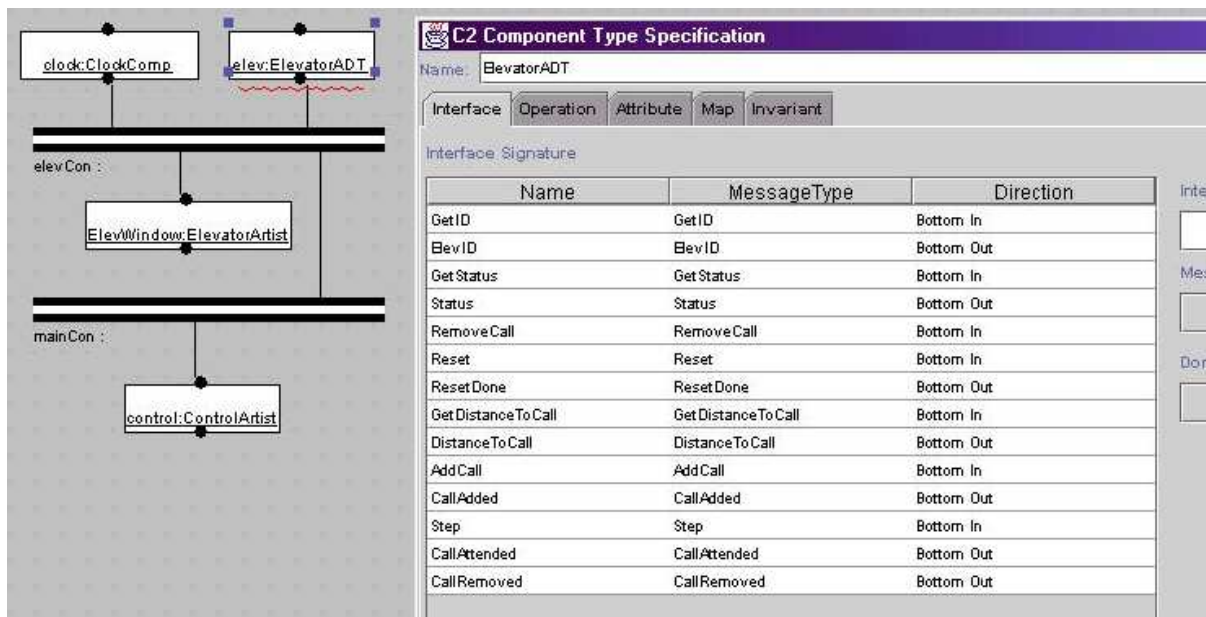 clock:ClockComp
elev:ElevatorADT
elevCon :
ElevWindow:ElevatorArtist
mainCon :
control:ControlArtist
C2 Component Type Specification
Name: ElevatorADT
Interface Operation Attribute Map Invariant
Interface Signature
Name MessageType Direction
GetID GetID Bottom In
ElevID ElevID Bottom Out
GetStatus GetStatus Bottom In
Status Status Bottom Out
RemoveCall RemoveCall Bottom In
Reset Reset Bottom In
ResetDone ResetDone Bottom Out
GetDistanceToCall GetDistanceToCall Bottom In
DistanceToCall DistanceToCall Bottom Out
AddCall AddCall Bottom In
CallAdded CallAdded Bottom Out
Step Step Bottom In
CallAttended CallAttended Bottom Out
CallRemoved CallRemoved Bottom Out
Inte
Mes